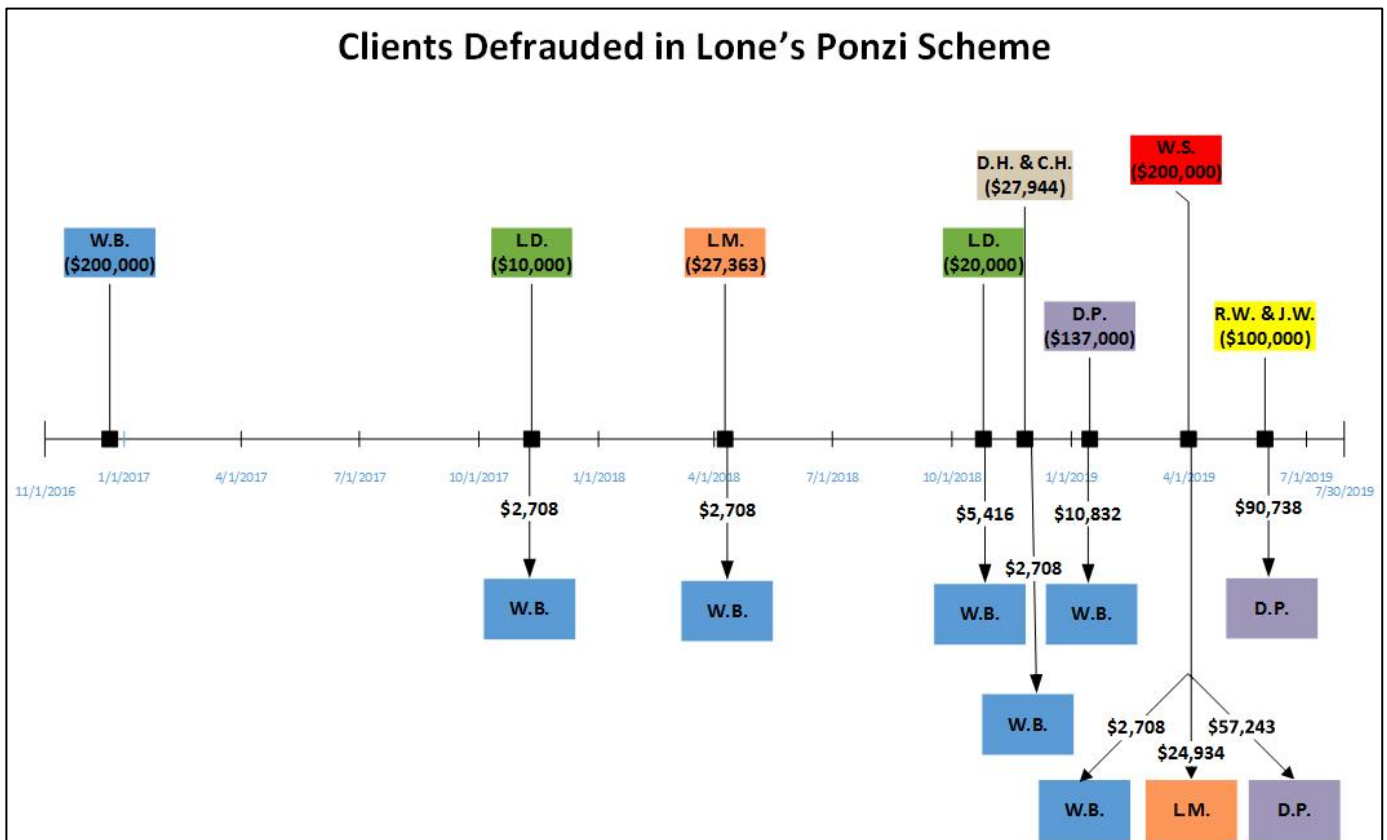 Clients Defrauded in Lone's Ponzi Scheme
D.H. & C.H.
($27,944)
W.S.
($200,000)
W.B.
($200,000)
L.D.
($10,000)
L.M.
($27,363)
L.D.
($20,000)
D.P.
($137,000)
R.W. & J.W.
($100,000)
11/1/2016
1/1/2017
4/1/2017
7/1/2017
10/1/2017
1/1/2018
4/1/2018
7/1/2018
10/1/2018
1/1/2019
4/1/2019
7/1/2019
7/30/2019
$2,708
$2,708
$5,416
$10,832
$90,738
$2,708
W.B.
W.B.
W.B.
W.B.
D.P.
W.B.
$2,708
$57,243
$24,934
W.B.
L.M.
D.P.